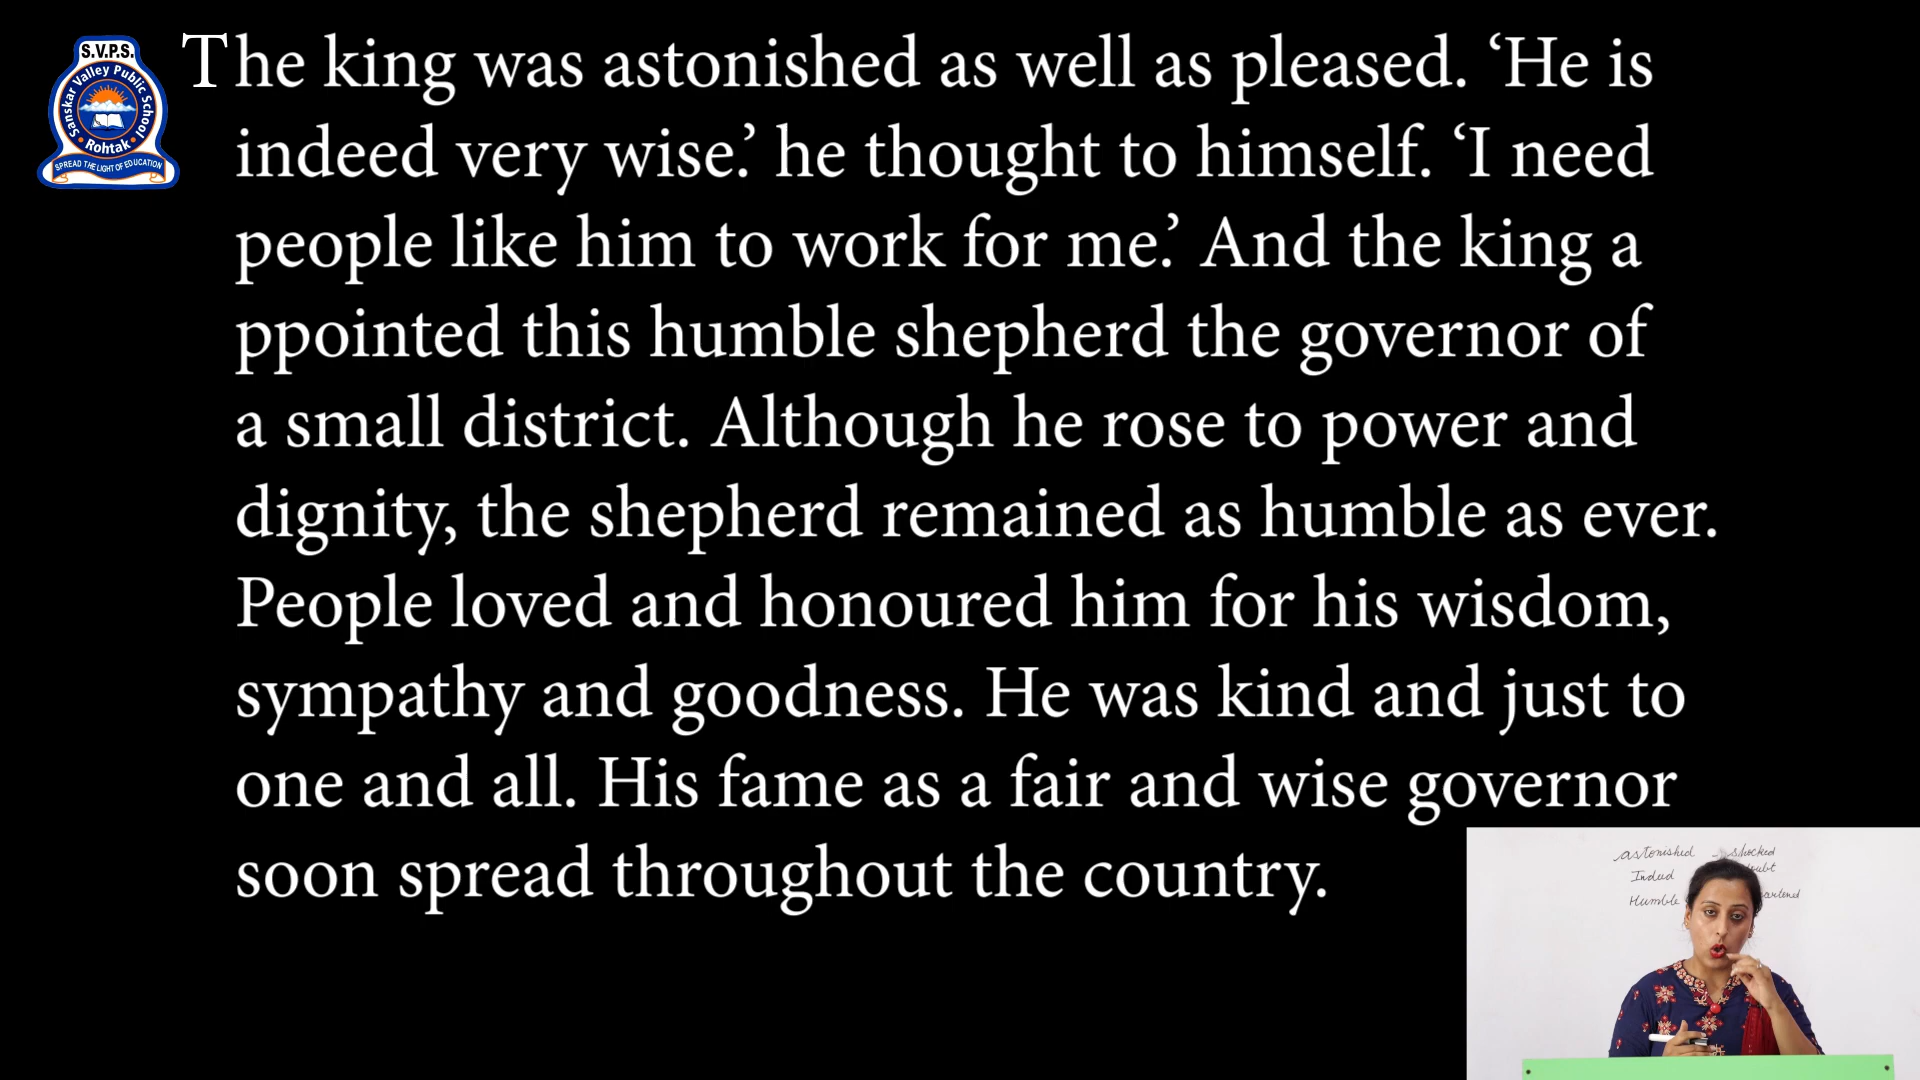 S.V.P.S.
Sanskar Valley Public School
Rohtak
SPREAD THE LIGHT OF EDUCATION
The king was astonished as well as pleased. ‘He is
indeed very wise.’ he thought to himself. ‘I need
people like him to work for me.’ And the king a
ppointed this humble shepherd the governor of
a small district. Although he rose to power and
dignity, the shepherd remained as humble as ever.
People loved and honoured him for his wisdom,
sympathy and goodness. He was kind and just to
one and all. His fame as a fair and wise governor
soon spread throughout the country.
astonished - shocked
Indeed
Humble